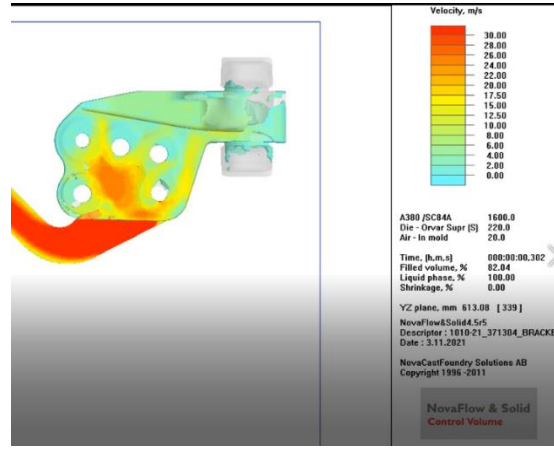 Velocity, m/s
30.00
28.00
26.00
24.00
22.00
20.00
17.50
15.00
12.50
10.00
8.00
6.00
4.00
2.00
0.00
A380 /SC84A 1600.0
Die - Orvar Supr (S) 220.0
Air - In mold 20.0
Time, (h,m,s) 000:00:00,302
Filled volume, % 82.04
Liquid phase, % 100.00
Shrinkage, % 0.00
YZ plane, mm 613.08 [ 339 ]
NovaFlow&Solid4.5r5
Descriptor : 1010-21_371304_BRACKE
Date : 3.11.2021
NovaCastFoundry Solutions AB
Copyright 1996 -2011
NovaFlow & Solid
Control Volume